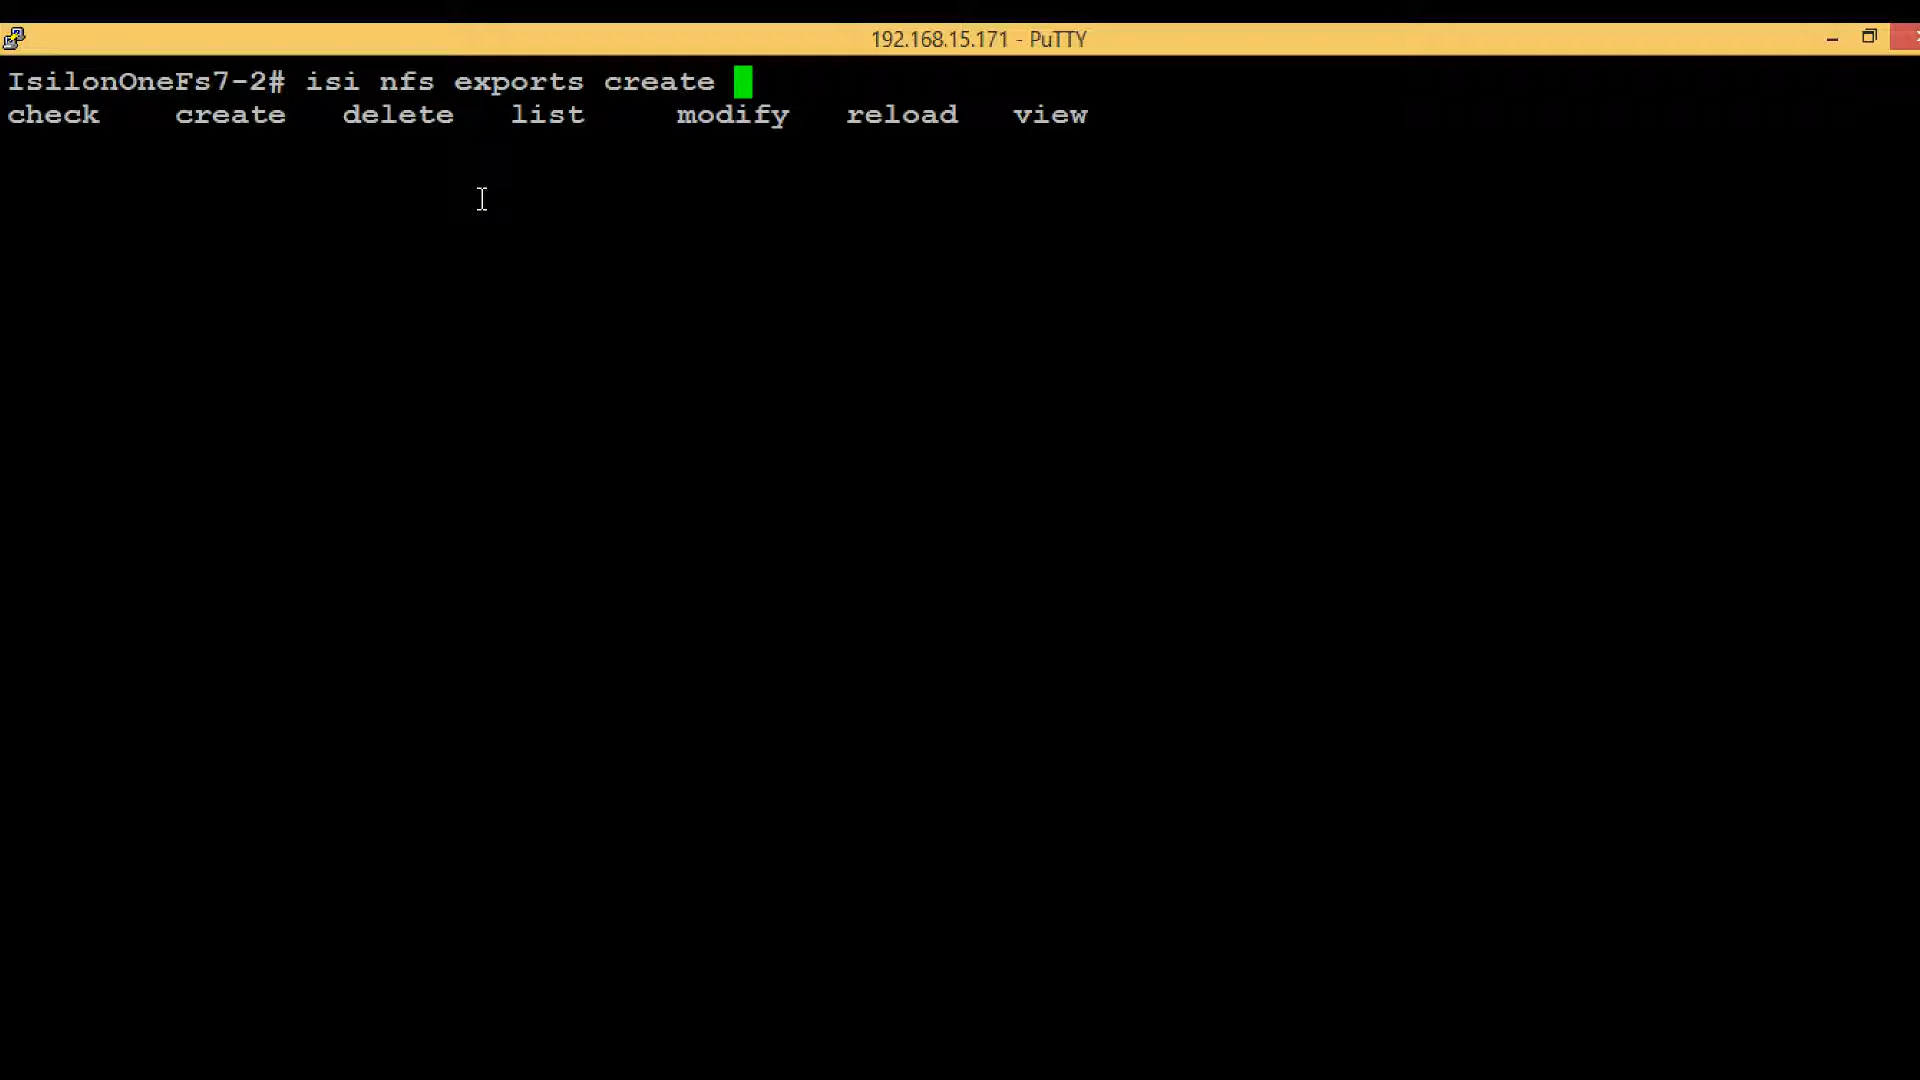 192.168.15.171 - PuTTY
IsilonOneFs7-2# isi nfs exports create
check create delete list modify reload view